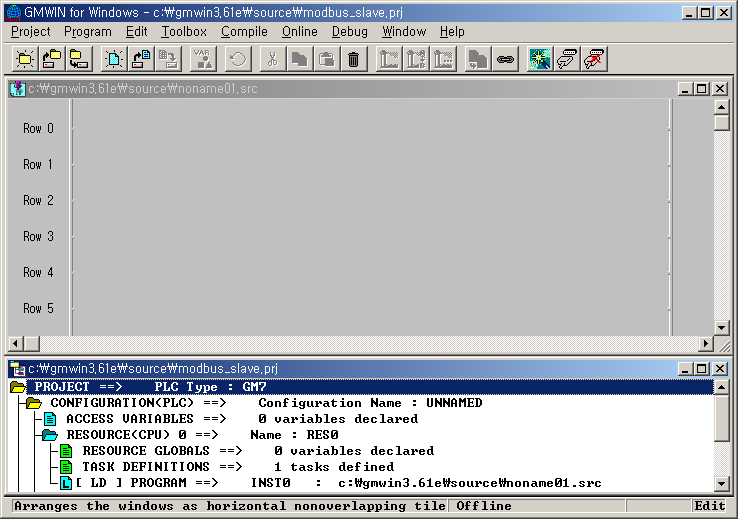 GMWIN for Windows - c:₩gmwin3,61e₩source₩modbus_slave,prj
Project Program Edit Toolbox Compile Online Debug Window Help
c:₩gmwin3,61e₩source₩noname01,src
Row 0
Row 1
Row 2
Row 3
Row 4
Row 5
c:₩gmwin3,61e₩source₩modbus_slave,prj
PROJECT ==> PLC Type : GM7
CONFIGURATION(PLC) ==> Configuration Name : UNNAMED
ACCESS VARIABLES ==> 0 variables declared
RESOURCE(CPU) 0 ==> Name : RES0
RESOURCE GLOBALS ==> 0 variables declared
TASK DEFINITIONS ==> 1 tasks defined
[ LD ] PROGRAM ==> INST0 : c:₩gmwin3.61e₩source₩noname01.src
Arranges the windows as horizontal nonoverlapping tile Offline Edit